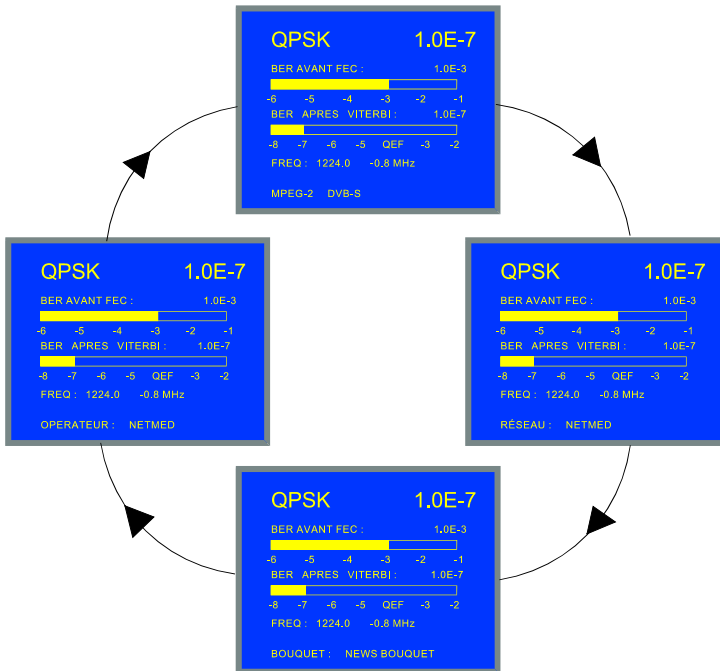 QPSK 1.0E-7
BER AVANT FEC : 1.0E-3
-6 -5 -4 -3 -2 -1
BER APRES VITERBI : 1.0E-7
-8 -7 -6 -5 QEF -3 -2
FREQ : 1224.0 -0.8 MHz
MPEG-2 DVB-S
QPSK 1.0E-7
BER AVANT FEC : 1.0E-3
-6 -5 -4 -3 -2 -1
BER APRES VITERBI : 1.0E-7
-8 -7 -6 -5 QEF -3 -2
FREQ : 1224.0 -0.8 MHz
OPERATEUR : NETMED
QPSK 1.0E-7
BER AVANT FEC : 1.0E-3
-6 -5 -4 -3 -2 -1
BER APRES VITERBI : 1.0E-7
-8 -7 -6 -5 QEF -3 -2
FREQ : 1224.0 -0.8 MHz
RÉSEAU : NETMED
QPSK 1.0E-7
BER AVANT FEC : 1.0E-3
-6 -5 -4 -3 -2 -1
BER APRES VITERBI : 1.0E-7
-8 -7 -6 -5 QEF -3 -2
FREQ : 1224.0 -0.8 MHz
BOUQUET : NEWS BOUQUET